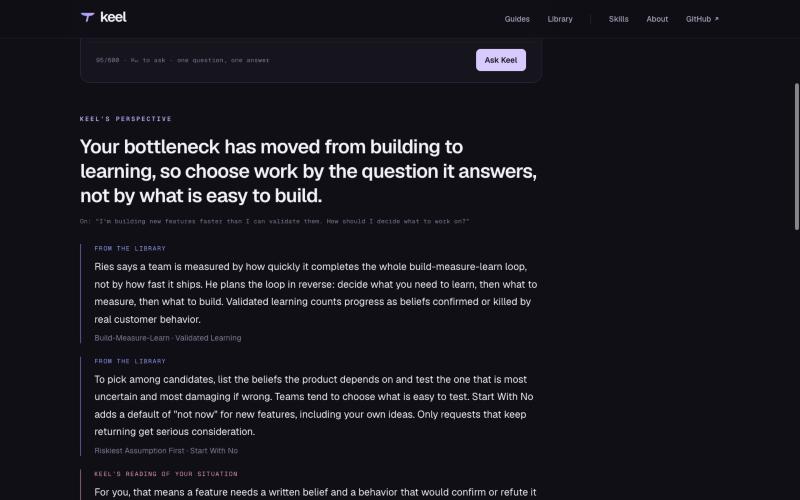 keel
Guides Library Skills About GitHub ↗
95/600 · ⌘↵ to ask · one question, one answer
Ask Keel
KEEL'S PERSPECTIVE
Your bottleneck has moved from building to
learning, so choose work by the question it answers,
not by what is easy to build.
On: "I'm building new features faster than I can validate them. How should I decide what to work on?"
FROM THE LIBRARY
Ries says a team is measured by how quickly it completes the whole build-measure-learn loop,
not by how fast it ships. He plans the loop in reverse: decide what you need to learn, then what to
measure, then what to build. Validated learning counts progress as beliefs confirmed or killed by
real customer behavior.
Build-Measure-Learn · Validated Learning
FROM THE LIBRARY
To pick among candidates, list the beliefs the product depends on and test the one that is most
uncertain and most damaging if wrong. Teams tend to choose what is easy to test. Start With No
adds a default of "not now" for new features, including your own ideas. Only requests that keep
returning get serious consideration.
Riskiest Assumption First · Start With No
KEEL'S READING OF YOUR SITUATION
For you, that means a feature needs a written belief and a behavior that would confirm or refute it